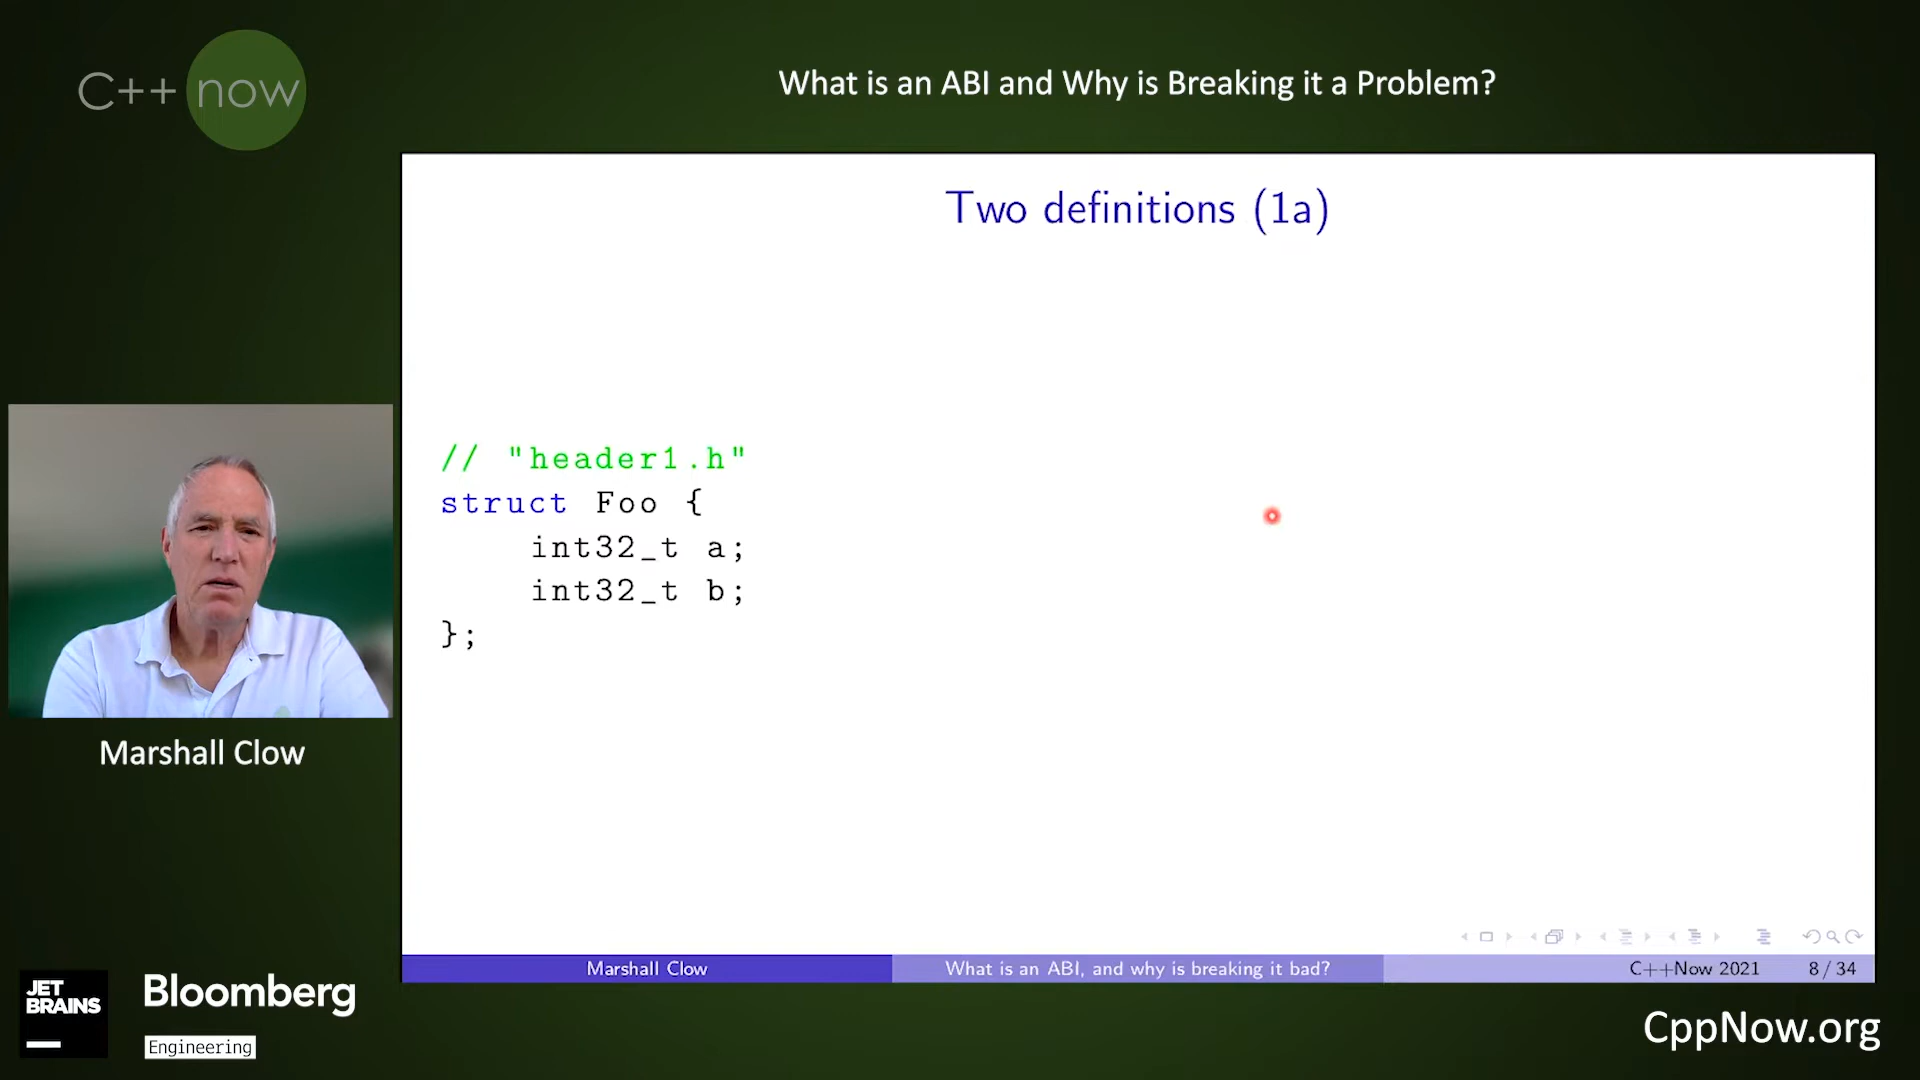 C++ now
What is an ABI and Why is Breaking it a Problem?
Two definitions (1a)
// "header1.h"
struct Foo {
    int32_t a;
    int32_t b;
};
Marshall Clow
Marshall Clow
What is an ABI, and why is breaking it bad?
C++Now 2021
8 / 34
JET
BRAINS
Bloomberg
Engineering
CppNow.org